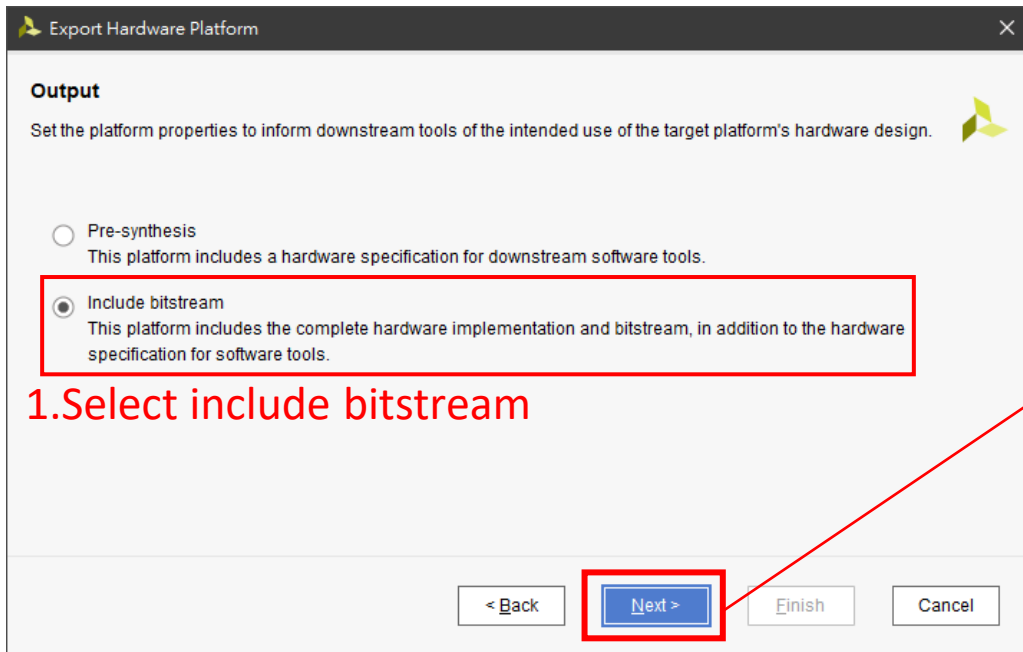 Export Hardware Platform
Output
Set the platform properties to inform downstream tools of the intended use of the target platform's hardware design.
Pre-synthesis
This platform includes a hardware specification for downstream software tools.
Include bitstream
This platform includes the complete hardware implementation and bitstream, in addition to the hardware
specification for software tools.
1.Select include bitstream
< Back
Next >
Finish
Cancel